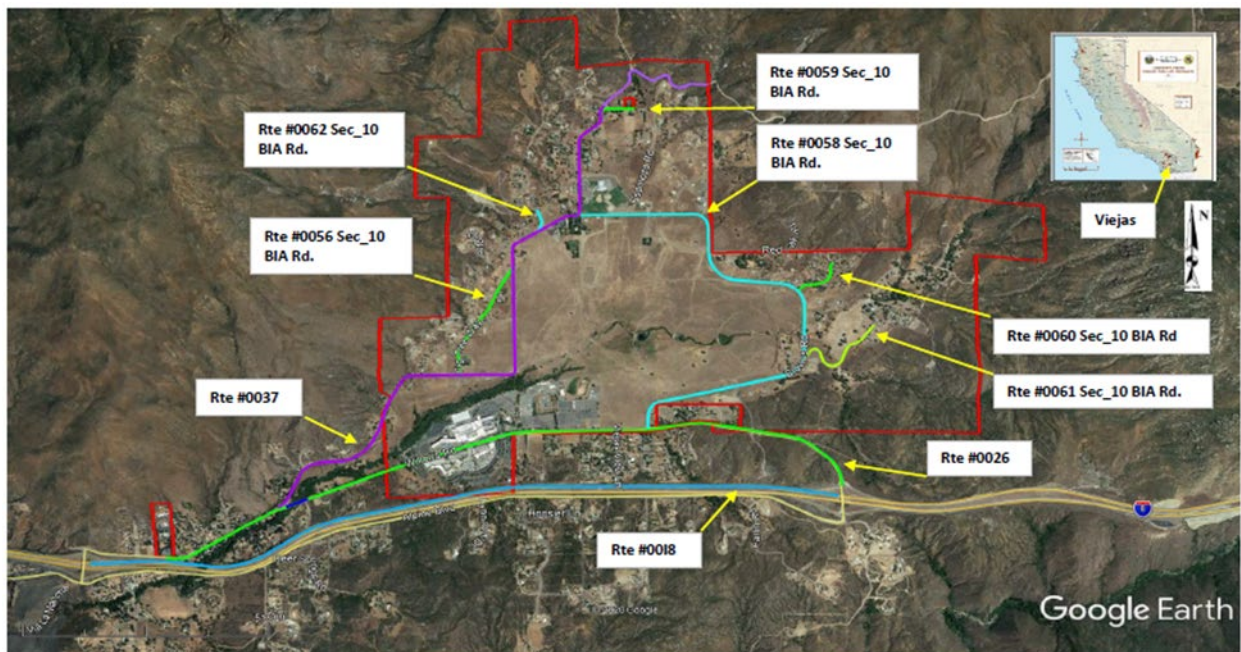 Rte #0059 Sec_10
BIA Rd.
Rte #0062 Sec_10
BIA Rd.
Rte #0058 Sec_10
BIA Rd.
Viejas
N
Rte #0056 Sec_10
BIA Rd.
Rte #0060 Sec_10 BIA Rd
Rte #0037
Rte #0061 Sec_10 BIA Rd.
Rte #0026
8
Rte #0018
Google Earth